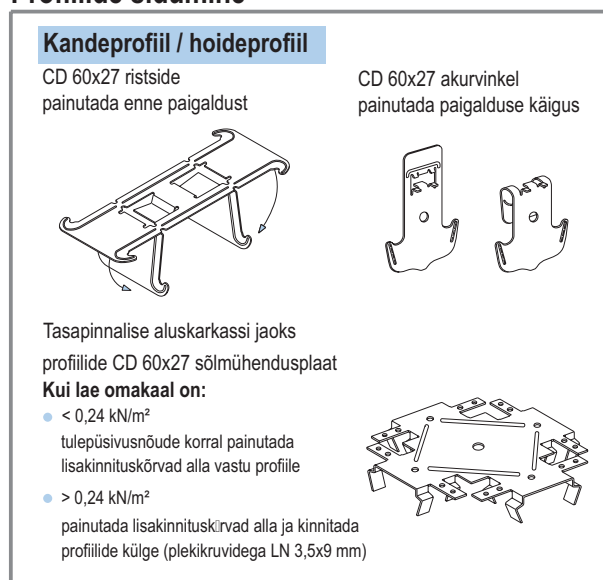 Kandeprofiil / hoideprofiil
CD 60x27 ristside
painutada enne paigaldust
CD 60x27 akurvinkel
painutada paigalduse käigus
Tasapinnalise aluskarkassi jaoks
profiilide CD 60x27 sõlmühendusplaat
Kui lae omakaal on:
< 0,24 kN/m²
tulepüsivusnõude korral painutada
lisakinnituskõrvad alla vastu profiile
> 0,24 kN/m²
painutada lisakinnitusk▯rvad alla ja kinnitada
profiilide külge (plekikruvidega LN 3,5x9 mm)